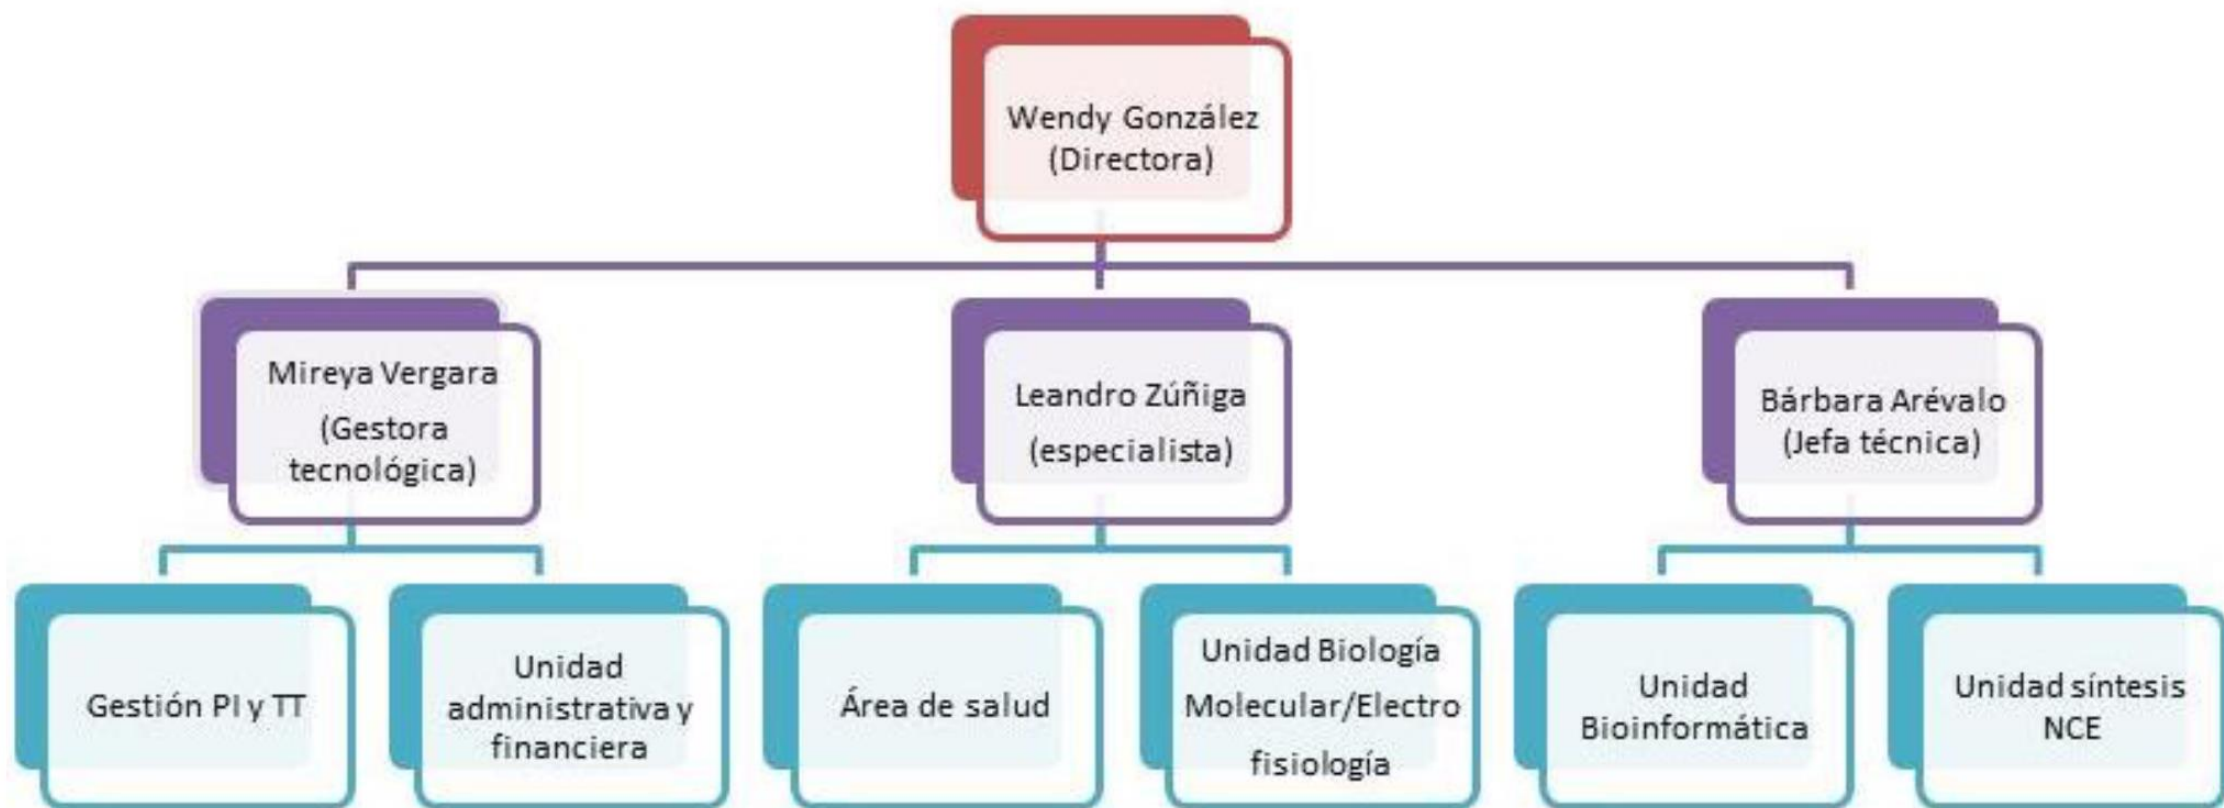 Wendy González
(Directora)
Mireya Vergara
(Gestora
tecnológica)
Leandro Zúñiga
(especialista)
Bárbara Arévalo
(Jefa técnica)
Gestión PI y TT
Unidad
administrativa y
financiera
Área de salud
Unidad Biología
Molecular/Electro
fisiología
Unidad
Bioinformática
Unidad síntesis
NCE